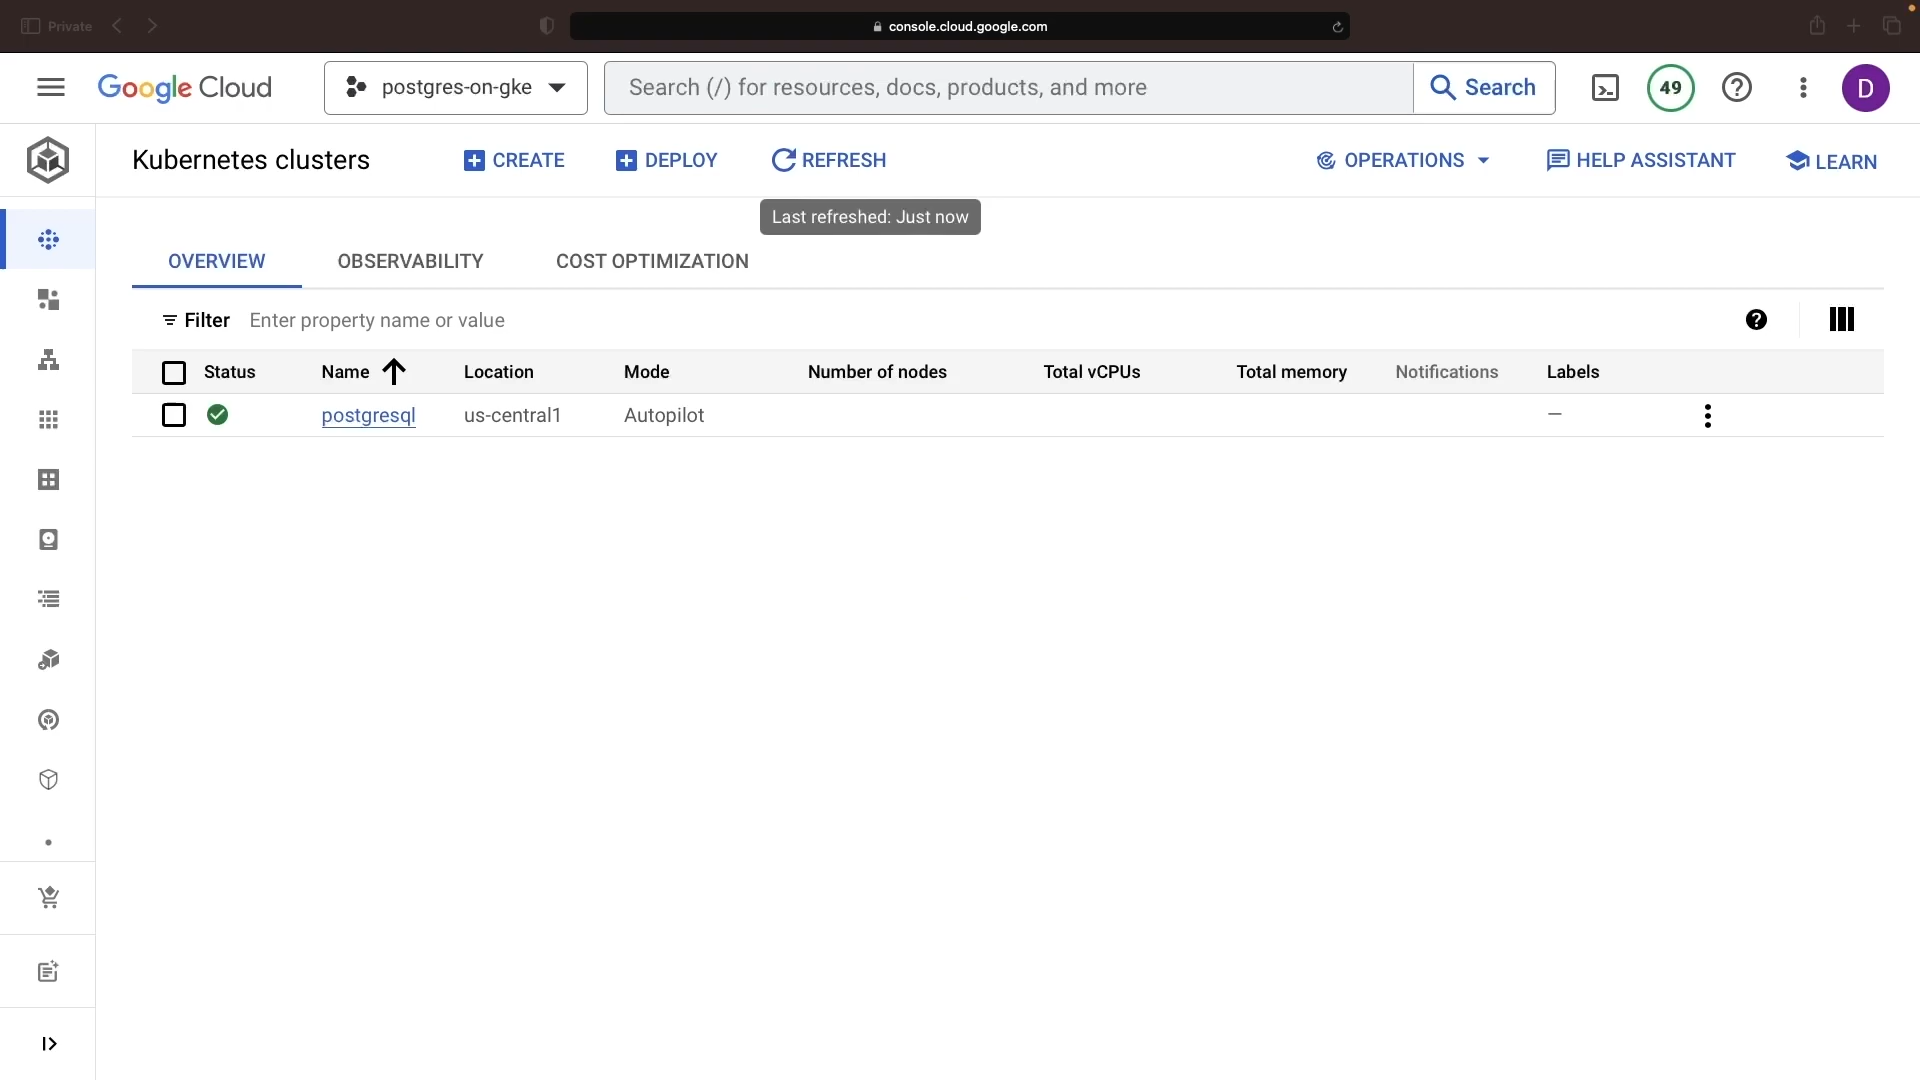 Private
console.cloud.google.com
Google Cloud
postgres-on-gke
Search (/) for resources, docs, products, and more
Search
49
D
Kubernetes clusters
CREATE
DEPLOY
REFRESH
OPERATIONS
HELP ASSISTANT
LEARN
Last refreshed: Just now
OVERVIEW
OBSERVABILITY
COST OPTIMIZATION
Filter Enter property name or value
Status Name Location Mode Number of nodes Total vCPUs Total memory Notifications Labels
postgresql us-central1 Autopilot —